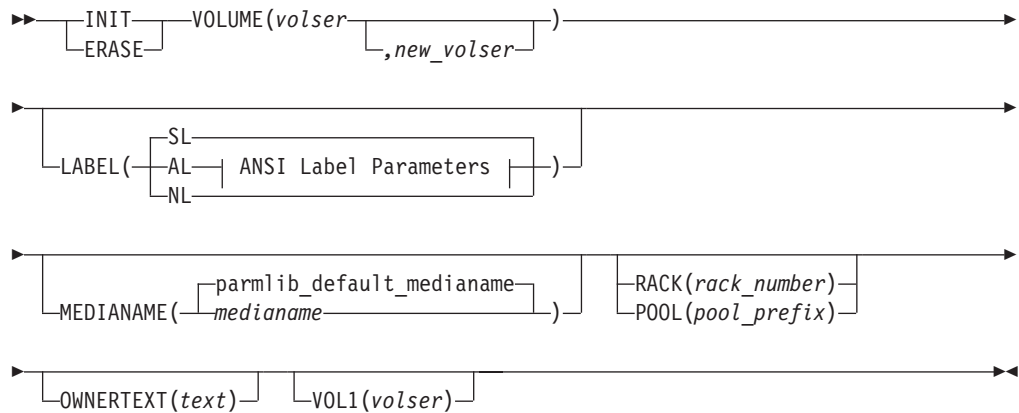 INIT VOLUME(volser )
ERASE ,new_volser
SL
LABEL( AL ANSI Label Parameters )
NL
parmlib_default_medianame RACK(rack_number)
MEDIANAME( medianame ) POOL(pool_prefix)
OWNERTEXT(text) VOL1(volser)